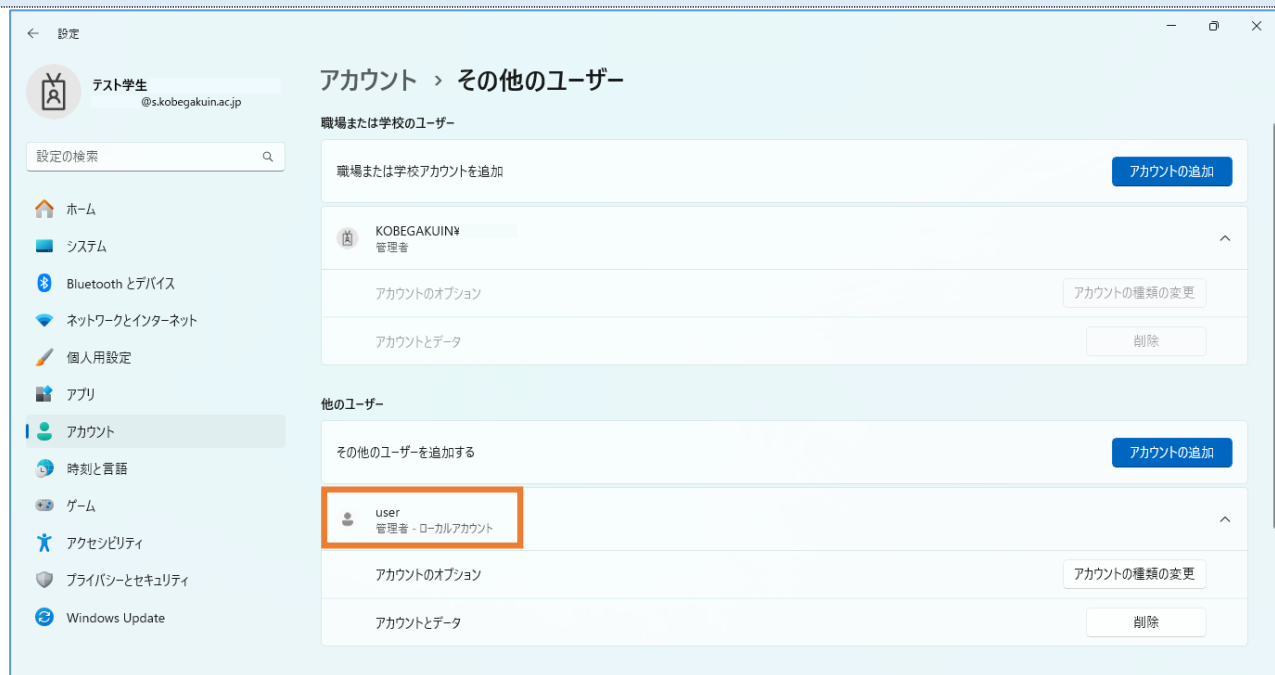 設定
テスト学生
@s.kobegakuin.ac.jp
設定の検索
ホーム
システム
Bluetooth とデバイス
ネットワークとインターネット
個人用設定
アプリ
アカウント
時刻と言語
ゲーム
アクセシビリティ
プライバシーとセキュリティ
Windows Update
アカウント › その他のユーザー
職場または学校のユーザー
職場または学校アカウントを追加 アカウントの追加
KOBEGAKUIN¥
管理者
アカウントのオプション アカウントの種類の変更
アカウントとデータ 削除
他のユーザー
その他のユーザーを追加する アカウントの追加
user
管理者 - ローカルアカウント
アカウントのオプション アカウントの種類の変更
アカウントとデータ 削除